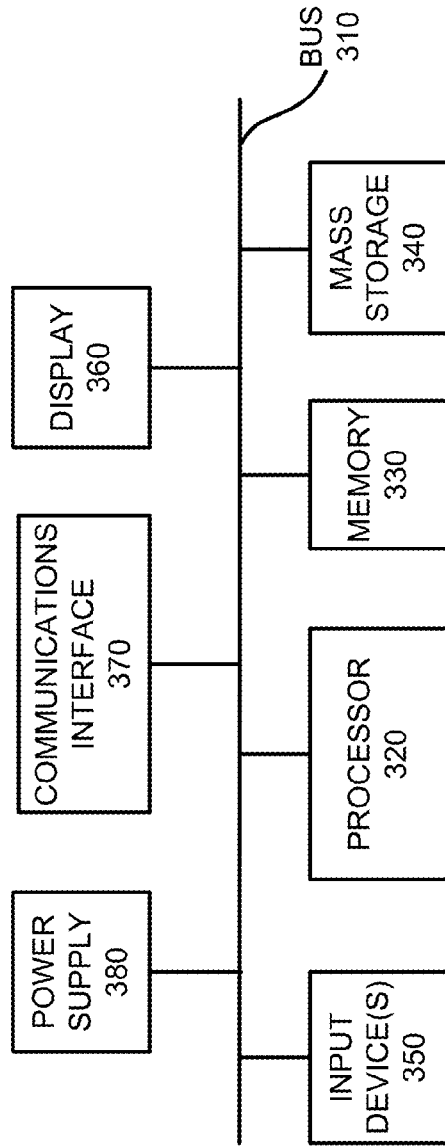 POWER
SUPPLY
380
COMMUNICATIONS
INTERFACE
370
DISPLAY
360
BUS
310
INPUT
DEVICE(S)
350
PROCESSOR
320
MEMORY
330
MASS
STORAGE
340